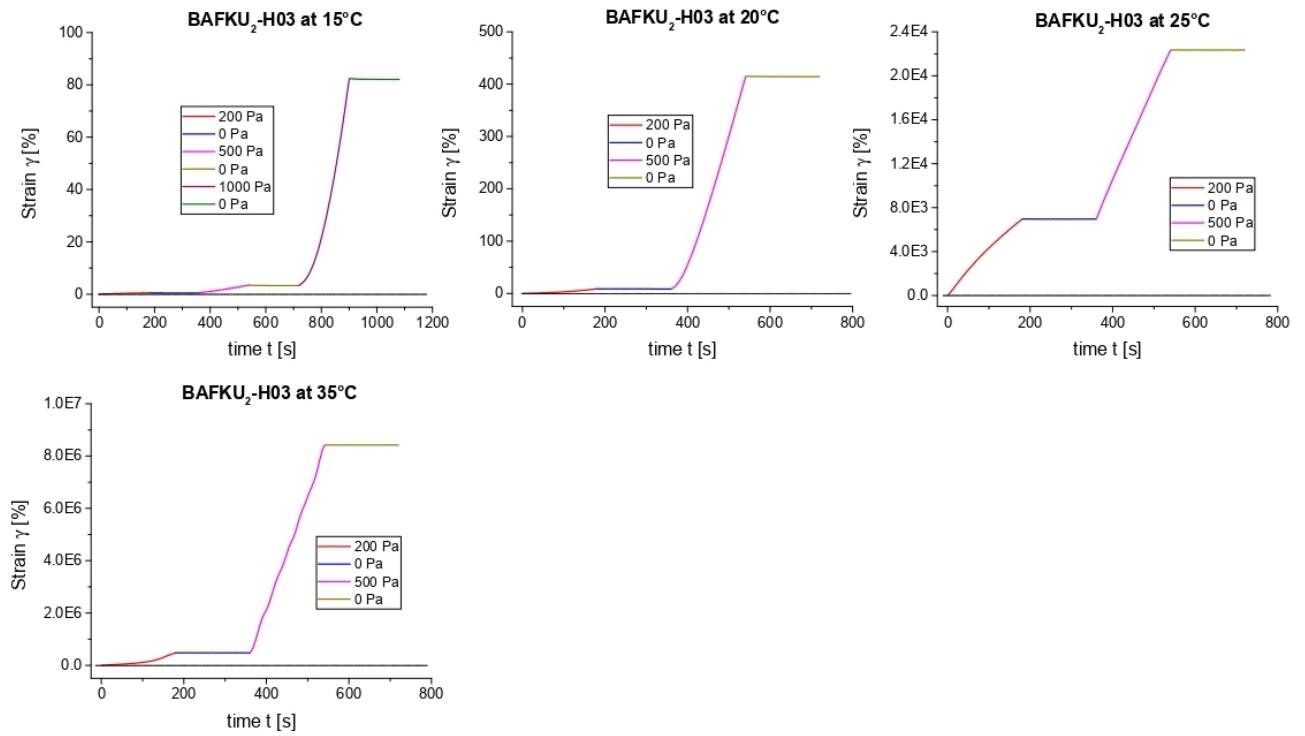 BAFKU2-H03 at 15°C
Strain γ [%]
100
80
60
40
20
0
200 Pa
0 Pa
500 Pa
0 Pa
1000 Pa
0 Pa
0 200 400 600 800 1000 1200
time t [s]
BAFKU2-H03 at 20°C
Strain γ [%]
500
400
300
200
100
0
200 Pa
0 Pa
500 Pa
0 Pa
0 200 400 600 800
time t [s]
BAFKU2-H03 at 25°C
Strain γ [%]
2.4E4
2.0E4
1.6E4
1.2E4
8.0E3
4.0E3
0.0
200 Pa
0 Pa
500 Pa
0 Pa
0 200 400 600 800
time t [s]
BAFKU2-H03 at 35°C
Strain γ [%]
1.0E7
8.0E6
6.0E6
4.0E6
2.0E6
0.0
200 Pa
0 Pa
500 Pa
0 Pa
0 200 400 600 800
time t [s]